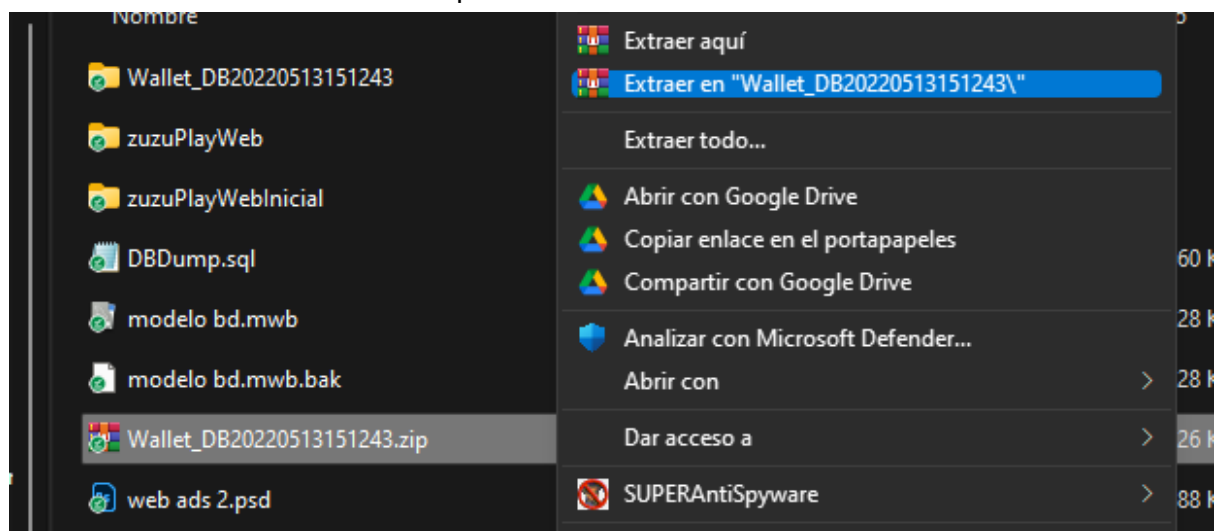 Nombre
Wallet_DB20220513151243
zuzuPlayWeb
zuzuPlayWebInicial
DBDump.sql
modelo bd.mwb
modelo bd.mwb.bak
Wallet_DB20220513151243.zip
web ads 2.psd
Extraer aquí
Extraer en "Wallet_DB20220513151243\"
Extraer todo...
Abrir con Google Drive
Copiar enlace en el portapapeles
Compartir con Google Drive
Analizar con Microsoft Defender...
Abrir con
Dar acceso a
SUPERAntiSpyware
60 K
28 K
28 K
26 K
88 K